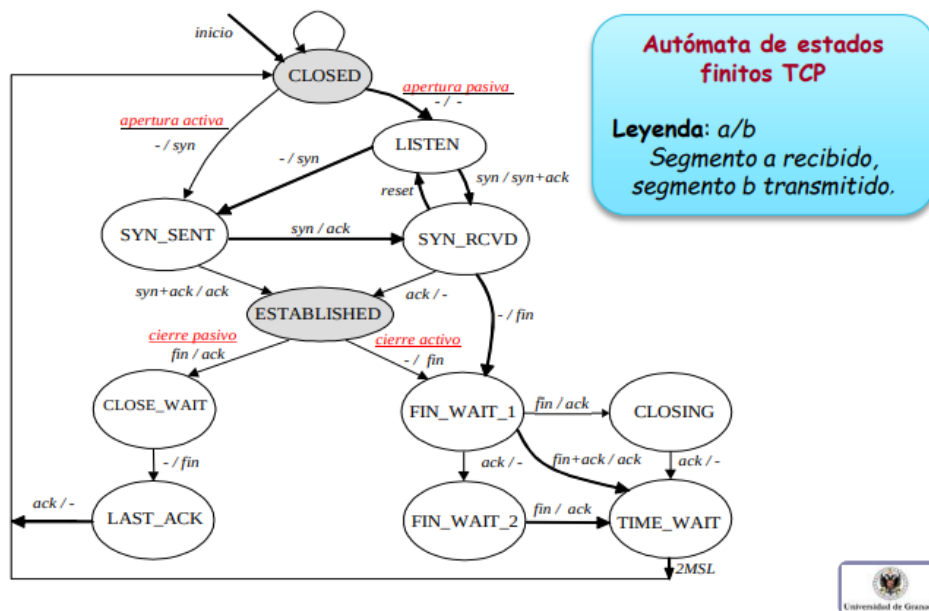 inicio
CLOSED
apertura pasiva
- / -
apertura activa
- / syn
LISTEN
- / syn
syn / syn+ack
reset
SYN_SENT
syn / ack
SYN_RCVD
syn+ack / ack
ack / -
ESTABLISHED
- / fin
cierre pasivo
fin / ack
cierre activo
- / fin
CLOSE_WAIT
FIN_WAIT_1
fin / ack
CLOSING
- / fin
ack / -
fin+ack / ack
ack / -
ack / -
LAST_ACK
FIN_WAIT_2
fin / ack
TIME_WAIT
2MSL
Autómata de estados
finitos TCP
Leyenda: a/b
Segmento a recibido,
segmento b transmitido.
Universidad de Grana